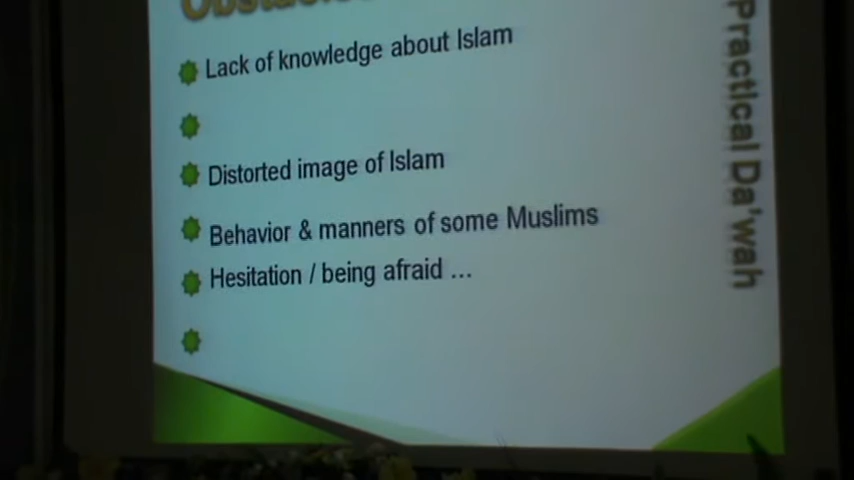 Lack of knowledge about Islam
Distorted image of Islam
Behavior & manners of some Muslims
Hesitation / being afraid ...
Practical Da'wah